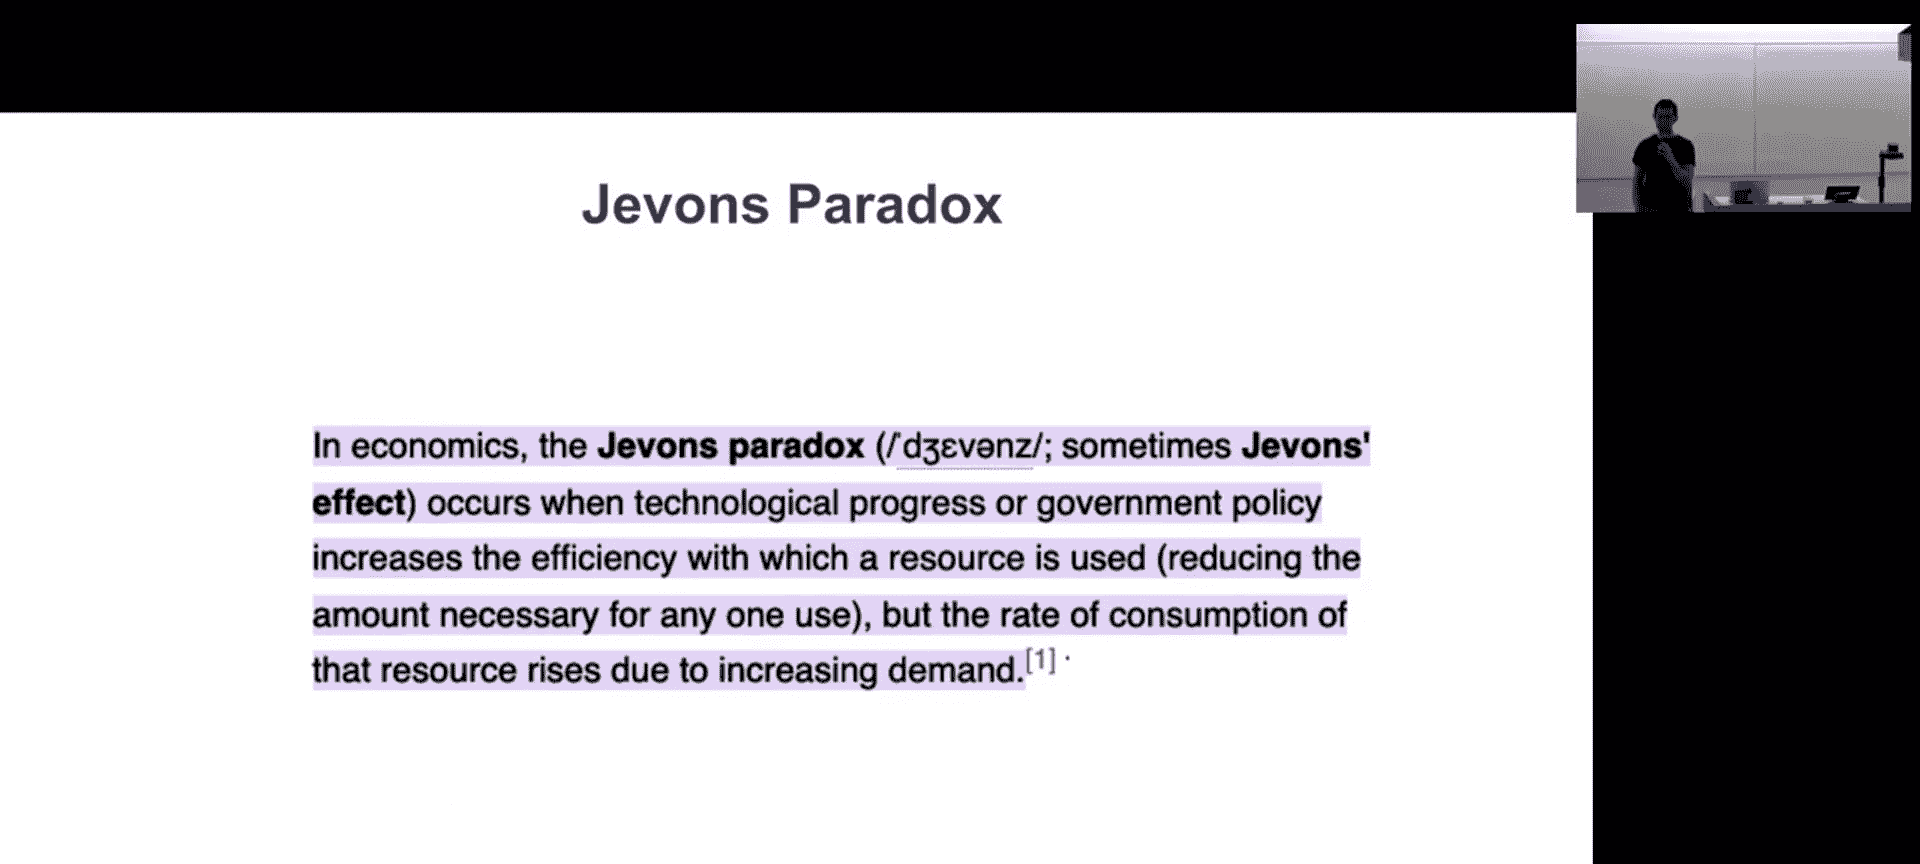 Jevons Paradox
In economics, the Jevons paradox (/ˈdʒɛvənz/; sometimes Jevons'
effect) occurs when technological progress or government policy
increases the efficiency with which a resource is used (reducing the
amount necessary for any one use), but the rate of consumption of
that resource rises due to increasing demand.[1] ·